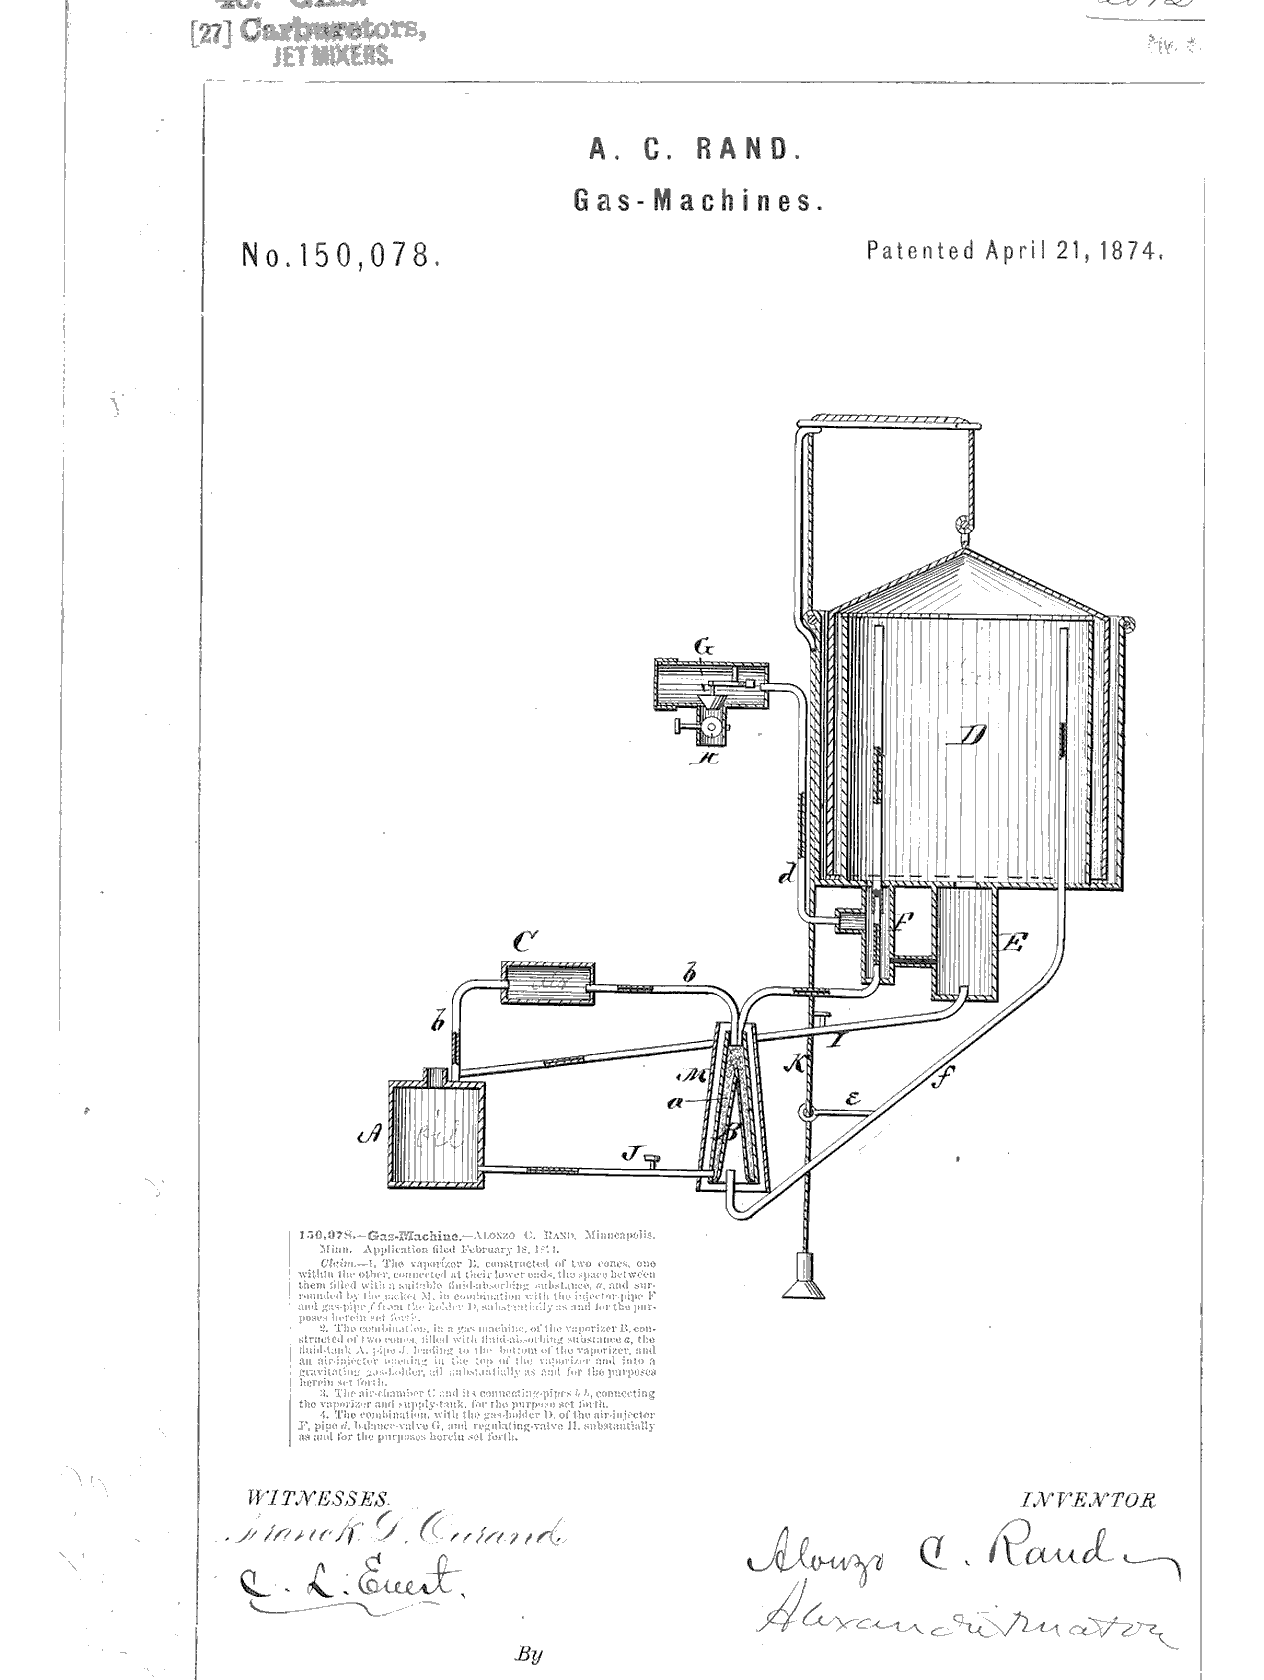 [27] Carburetors,
JET MIXERS.
A. C. RAND.
Gas-Machines.
No. 150,078.
Patented April 21, 1874.
G
H
D
d
F
E
C
b
b
I
K
M
a
f
e
A
oil
B
J
150,078.—Gas-Machine.—ALONZO C. RAND, Minneapolis,
Minn. Application filed February 18, 1874.
Claim.—1. The vaporizer B, constructed of two cones, one
within the other, connected at their lower ends, the space between
them filled with a suitable fluid-absorbing substance, a, and sur-
rounded by the jacket M, in combination with the injector-pipe F
and gas-pipe f from the holder D, substantially as and for the pur-
poses herein set forth.
2. The combination, in a gas machine, of the vaporizer B, con-
structed of two cones, filled with fluid-absorbing substance a, the
fluid-tank A, pipe J, leading to the bottom of the vaporizer, and
an air-injector opening in the top of the vaporizer and into a
gravitating gas-holder, all substantially as and for the purposes
herein set forth.
3. The air-chamber C and its connecting-pipes b b, connecting
the vaporizer and supply-tank, for the purpose set forth.
4. The combination, with the gas-holder D, of the air-injector
F, pipe d, balance-valve G, and regulating-valve H, substantially
as and for the purposes herein set forth.
WITNESSES.
INVENTOR
Franck L. Ourand
C. L. Evert.
Alonzo C. Rand
By